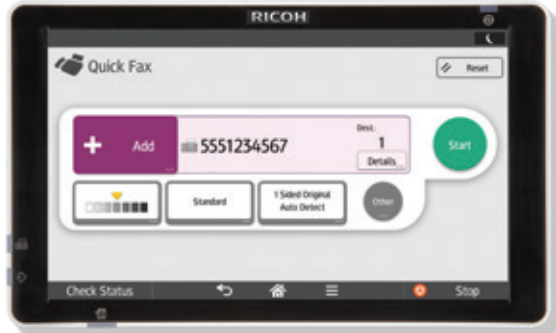 RICOH
Quick Fax
Reset
Dest.:
+ Add 5551234567 1
Details
Start
Standard
1 Sided Original
Auto Detect
Other
Check Status
Stop